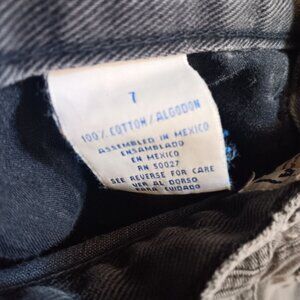 7
100% COTTON/ALGODON
ASSEMBLED IN MEXICO
ENSAMBLADO
EN MEXICO
RN 50027
SEE REVERSE FOR CARE
VER AL DORSO
PARA CUIDADO